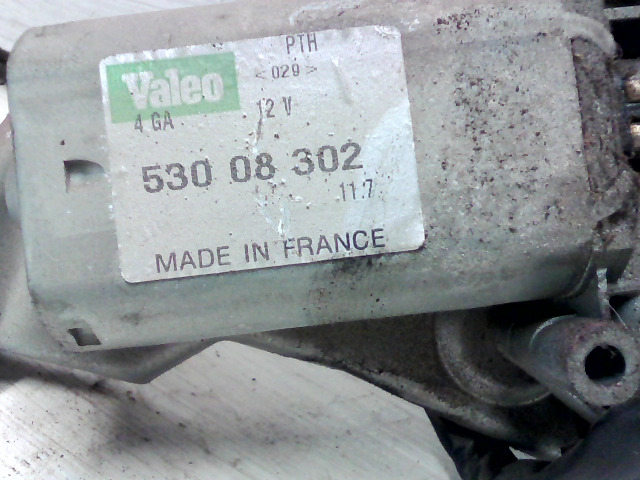 PTH
Valeo <029>
4 GA 12 V
530 08 302
11.7
MADE IN FRANCE